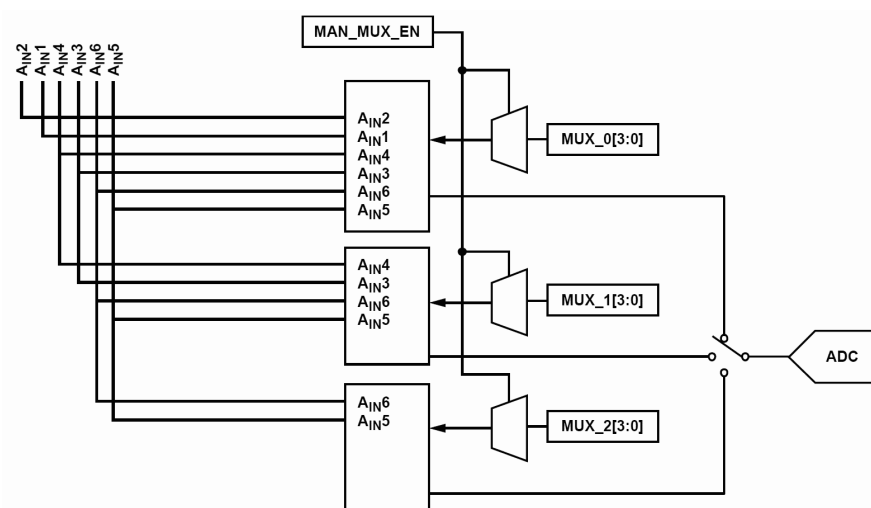 MAN_MUX_EN
AIN2
AIN1
AIN4
AIN3
AIN6
AIN5
AIN2
AIN1
AIN4
AIN3
AIN6
AIN5
MUX_0[3:0]
AIN4
AIN3
AIN6
AIN5
MUX_1[3:0]
ADC
AIN6
AIN5
MUX_2[3:0]